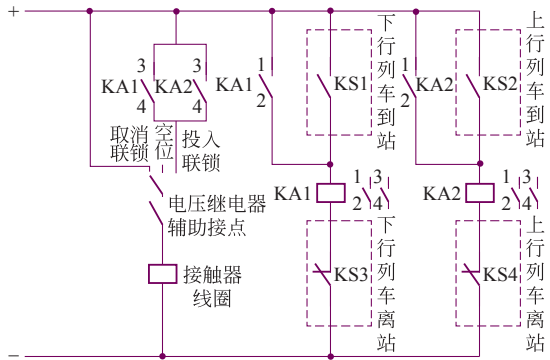 +
3
KA1
4
3
KA2
4
1
KA1
2
KS1
下行列车到站
1
KA2
2
KS2
上行列车到站
取消联锁
空位
投入联锁
电压继电器
辅助接点
接触器
线圈
KA1
1 3
2 4
KA2
1 3
2 4
KS3
下行列车离站
KS4
上行列车离站
−